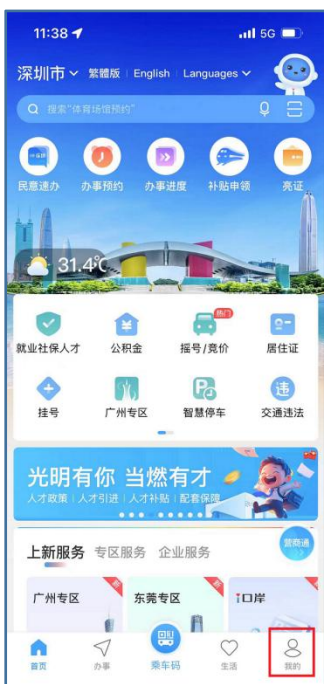 11:38 5G
深圳市 繁體版 English Languages
搜索"体育场馆预约"
民意速办 办事预约 办事进度 补贴申领 亮证
31.4℃
热门
就业社保人才 公积金 摇号/竞价 居住证
挂号 广州专区 智慧停车 交通违法
光明有你 当燃有才
人才政策 人才引进 人才补贴 配套保障
上新服务 专区服务 企业服务 营商通
广州专区 东莞专区 i口岸
首页 办事 乘车码 生活 我的